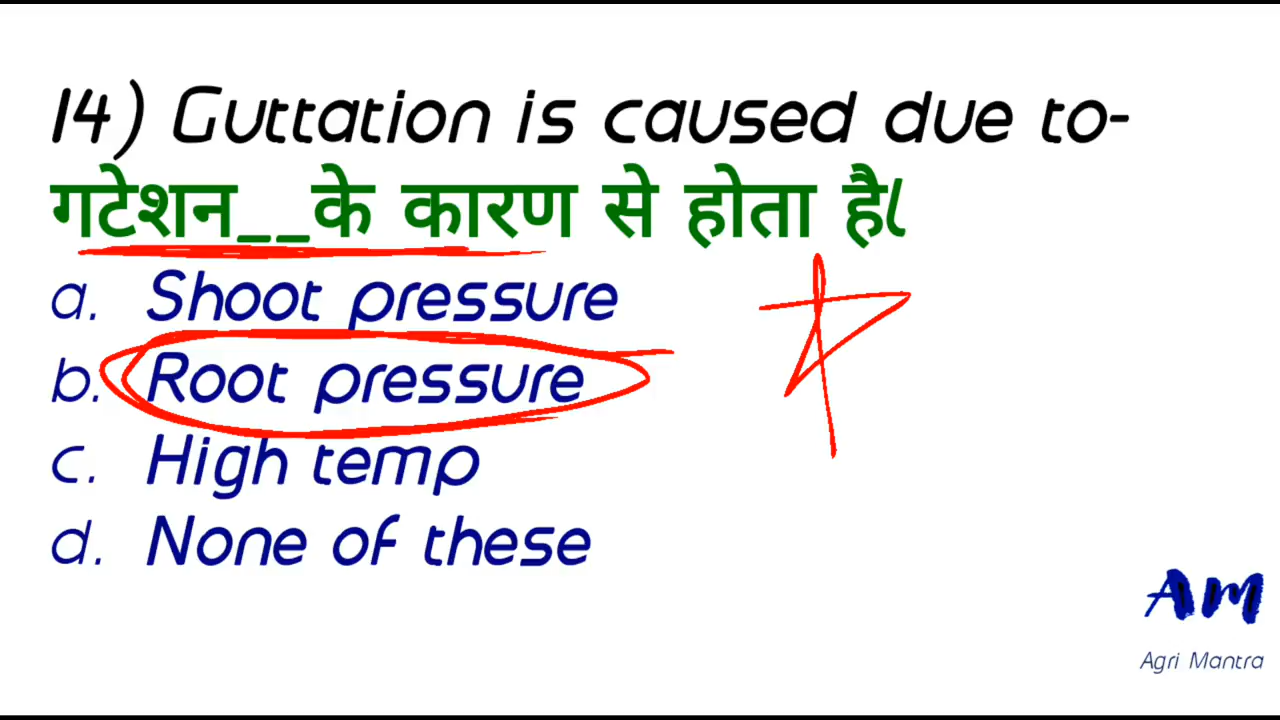 14) Guttation is caused due to-
गटेशन__के कारण से होता है।
a. Shoot pressure
b. Root pressure
c. High temp
d. None of these
AM
Agri Mantra